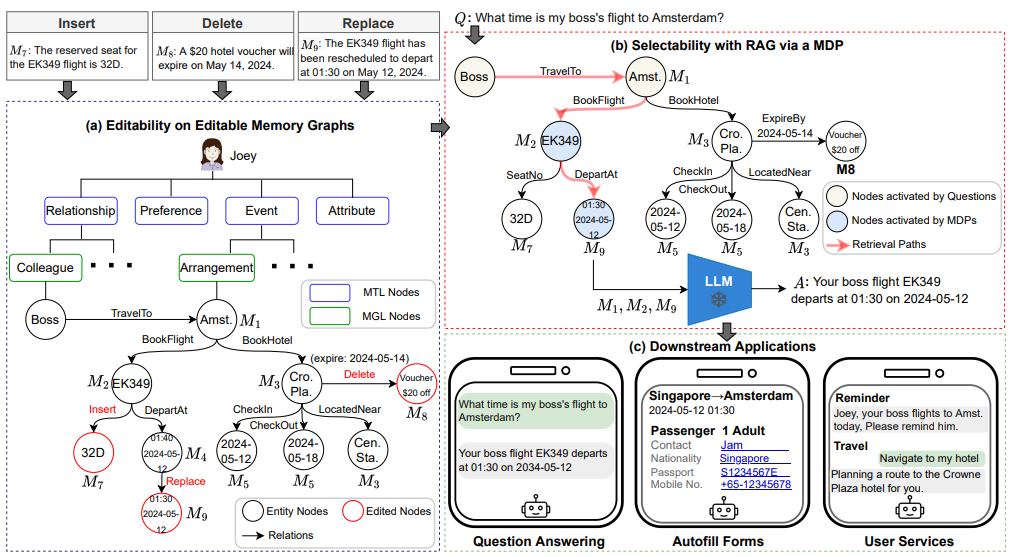 Insert
M7: The reserved seat for
the EK349 flight is 32D.
Delete
M8: A $20 hotel voucher will
expire on May 14, 2024.
Replace
M9: The EK349 flight has
been rescheduled to depart
at 01:30 on May 12, 2024.
(a) Editability on Editable Memory Graphs
Joey
Relationship
Preference
Event
Attribute
Colleague
Arrangement
MTL Nodes
MGL Nodes
Boss
TravelTo
Amst.
M1
BookFlight
BookHotel
(expire: 2024-05-14)
M2
EK349
M3
Cro.
Pla.
Delete
Voucher
$20 off
M8
Insert
DepartAt
CheckIn
CheckOut
LocatedNear
32D
M7
01:40
2024-05-
12
M4
2024-
05-12
M5
2024-
05-18
M5
Cen.
Sta.
M3
Replace
01:30
2024-05-
12
M9
Entity Nodes
Edited Nodes
Relations
Q: What time is my boss's flight to Amsterdam?
(b) Selectability with RAG via a MDP
Boss
TravelTo
Amst.
M1
BookFlight
BookHotel
M2
EK349
M3
Cro.
Pla.
ExpireBy
2024-05-14
Voucher
$20 off
M8
SeatNo
DepartAt
CheckIn
CheckOut
LocatedNear
32D
M7
01:30
2024-05-
12
M9
2024-
05-12
M5
2024-
05-18
M5
Cen.
Sta.
M3
Nodes activated by Questions
Nodes activated by MDPs
Retrieval Paths
M1, M2, M9
LLM
A: Your boss flight EK349
departs at 01:30 on 2024-05-12
(c) Downstream Applications
What time is my boss's flight to
Amsterdam?
Your boss flight EK349 departs
at 01:30 on 2034-05-12
Question Answering
Singapore→Amsterdam
2024-05-12 01:30
Passenger 1 Adult
Contact Jam
Nationality Singapore
Passport S1234567E
Mobile No. +65-12345678
Autofill Forms
Reminder
Joey, your boss flights to Amst.
today, Please remind him.
Travel
Navigate to my hotel
Planning a route to the Crowne
Plaza hotel for you.
User Services